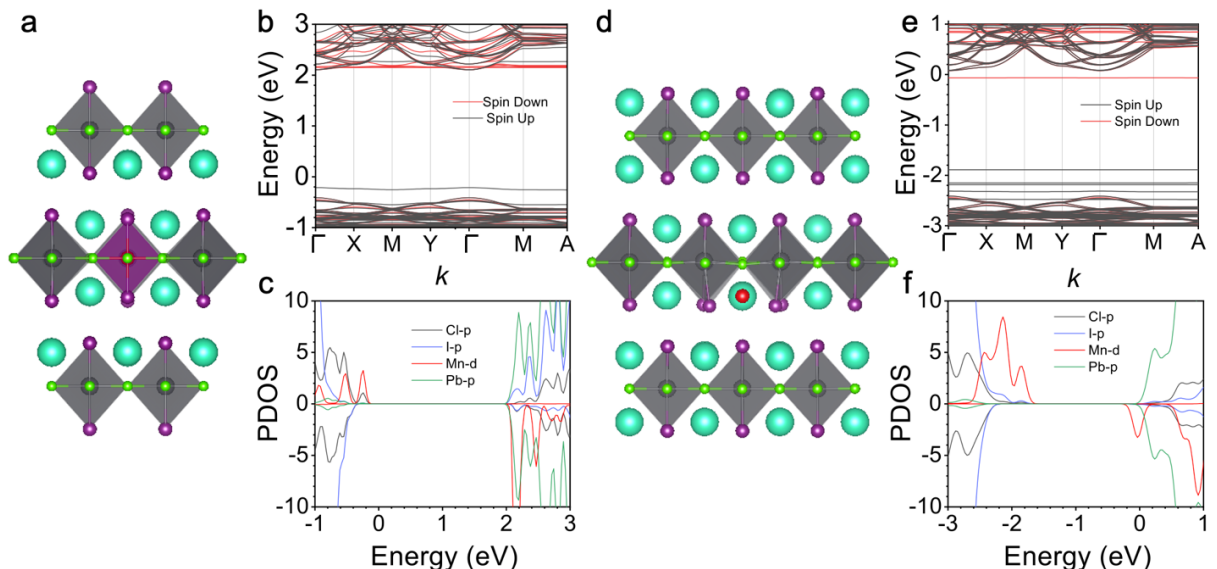 a
b
3
2
1
0
-1
Energy (eV)
Spin Down
Spin Up
Γ X M Y Γ M A
k
c
10
5
0
-5
-10
PDOS
Cl-p
I-p
Mn-d
Pb-p
-1 0 1 2 3
Energy (eV)
d
e
1
0
-1
-2
-3
Energy (eV)
Spin Up
Spin Down
Γ X M Y Γ M A
k
f
10
5
0
-5
-10
PDOS
Cl-p
I-p
Mn-d
Pb-p
-3 -2 -1 0 1
Energy (eV)